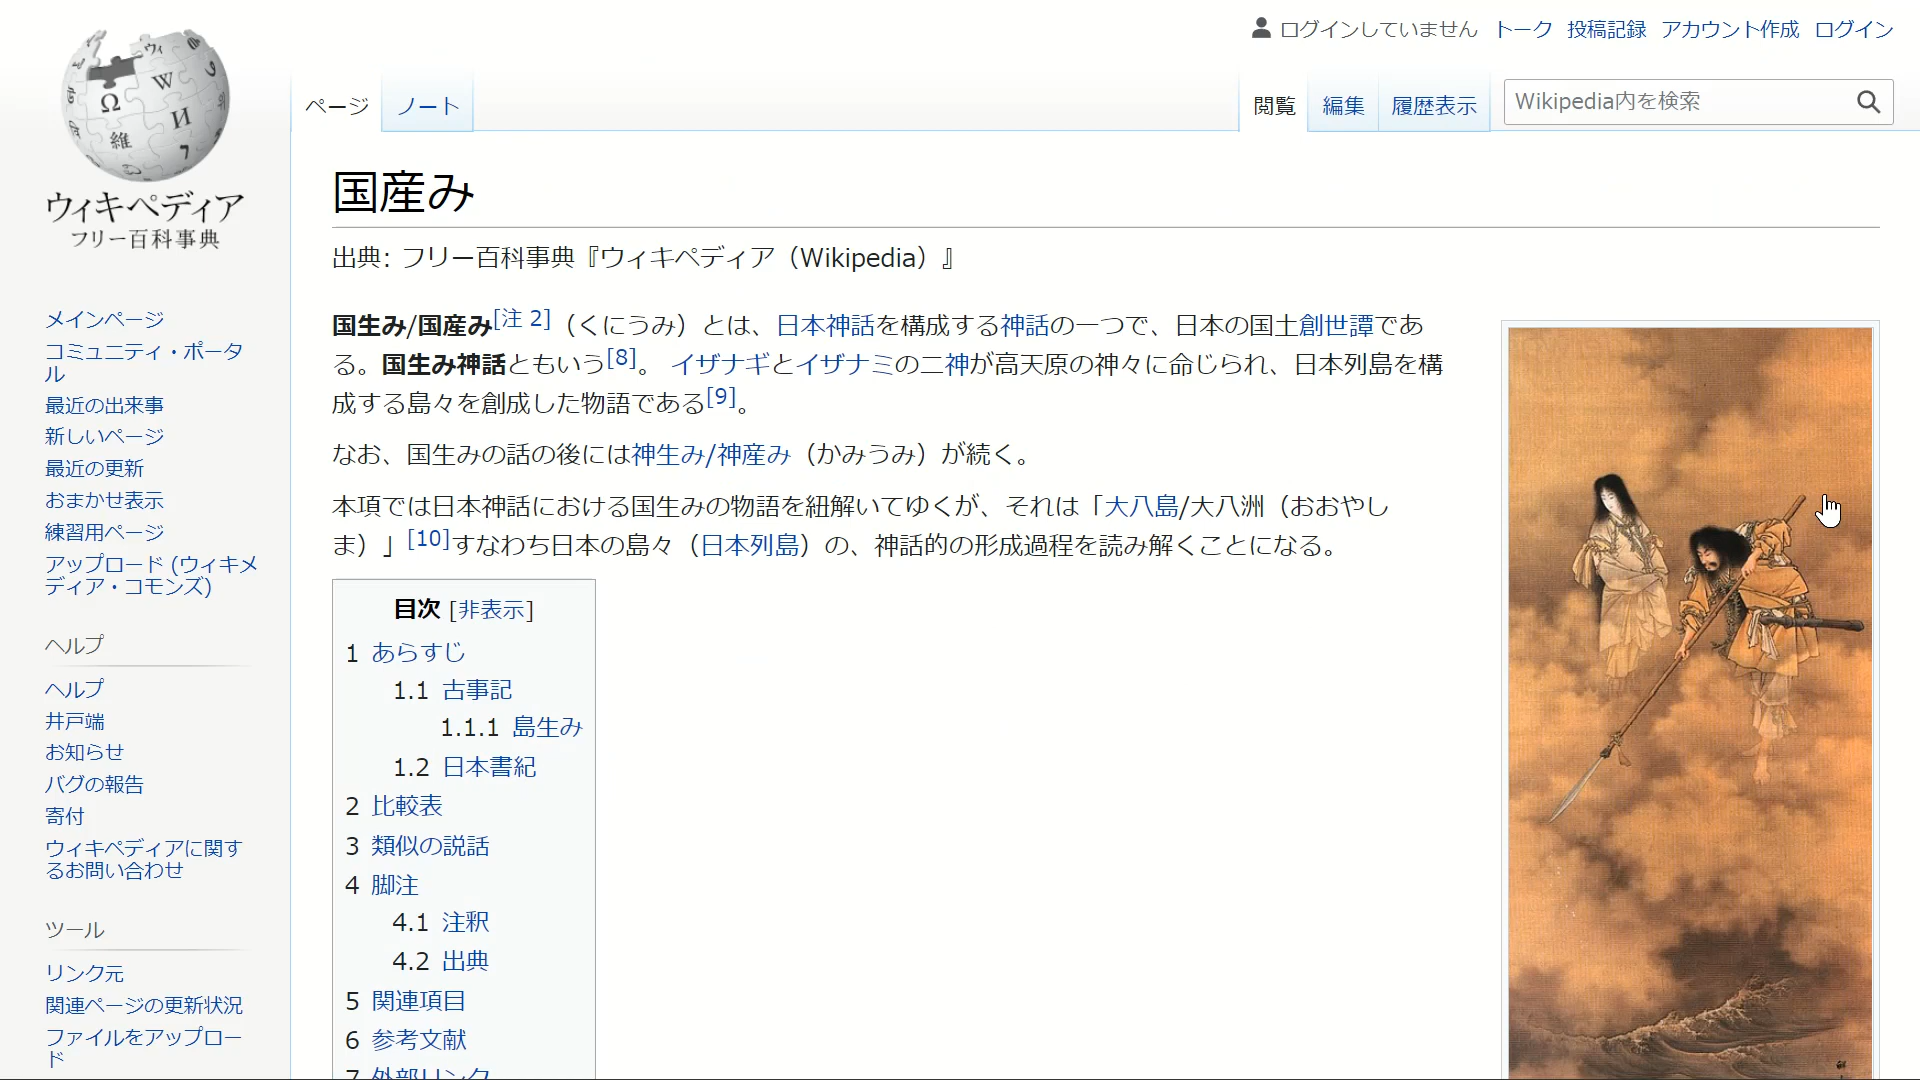 ログインしていません トーク 投稿記録 アカウント作成 ログイン
ページ ノート 閲覧 編集 履歴表示 Wikipedia内を検索
ウィキペディア
フリー百科事典
メインページ
コミュニティ・ポータ
ル
最近の出来事
新しいページ
最近の更新
おまかせ表示
練習用ページ
アップロード (ウィキメ
ディア・コモンズ)
ヘルプ
ヘルプ
井戸端
お知らせ
バグの報告
寄付
ウィキペディアに関す
るお問い合わせ
ツール
リンク元
関連ページの更新状況
ファイルをアップロー
ド
国産み
出典: フリー百科事典『ウィキペディア（Wikipedia）』
国生み/国産み[注 2]（くにうみ）とは、日本神話を構成する神話の一つで、日本の国土創世譚であ
る。国生み神話ともいう[8]。 イザナギとイザナミの二神が高天原の神々に命じられ、日本列島を構
成する島々を創成した物語である[9]。
なお、国生みの話の後には神生み/神産み（かみうみ）が続く。
本項では日本神話における国生みの物語を紐解いてゆくが、それは「大八島/大八洲（おおやし
ま）」[10]すなわち日本の島々（日本列島）の、神話的の形成過程を読み解くことになる。
目次 [非表示]
1 あらすじ
1.1 古事記
1.1.1 島生み
1.2 日本書紀
2 比較表
3 類似の説話
4 脚注
4.1 注釈
4.2 出典
5 関連項目
6 参考文献
7 外部リンク